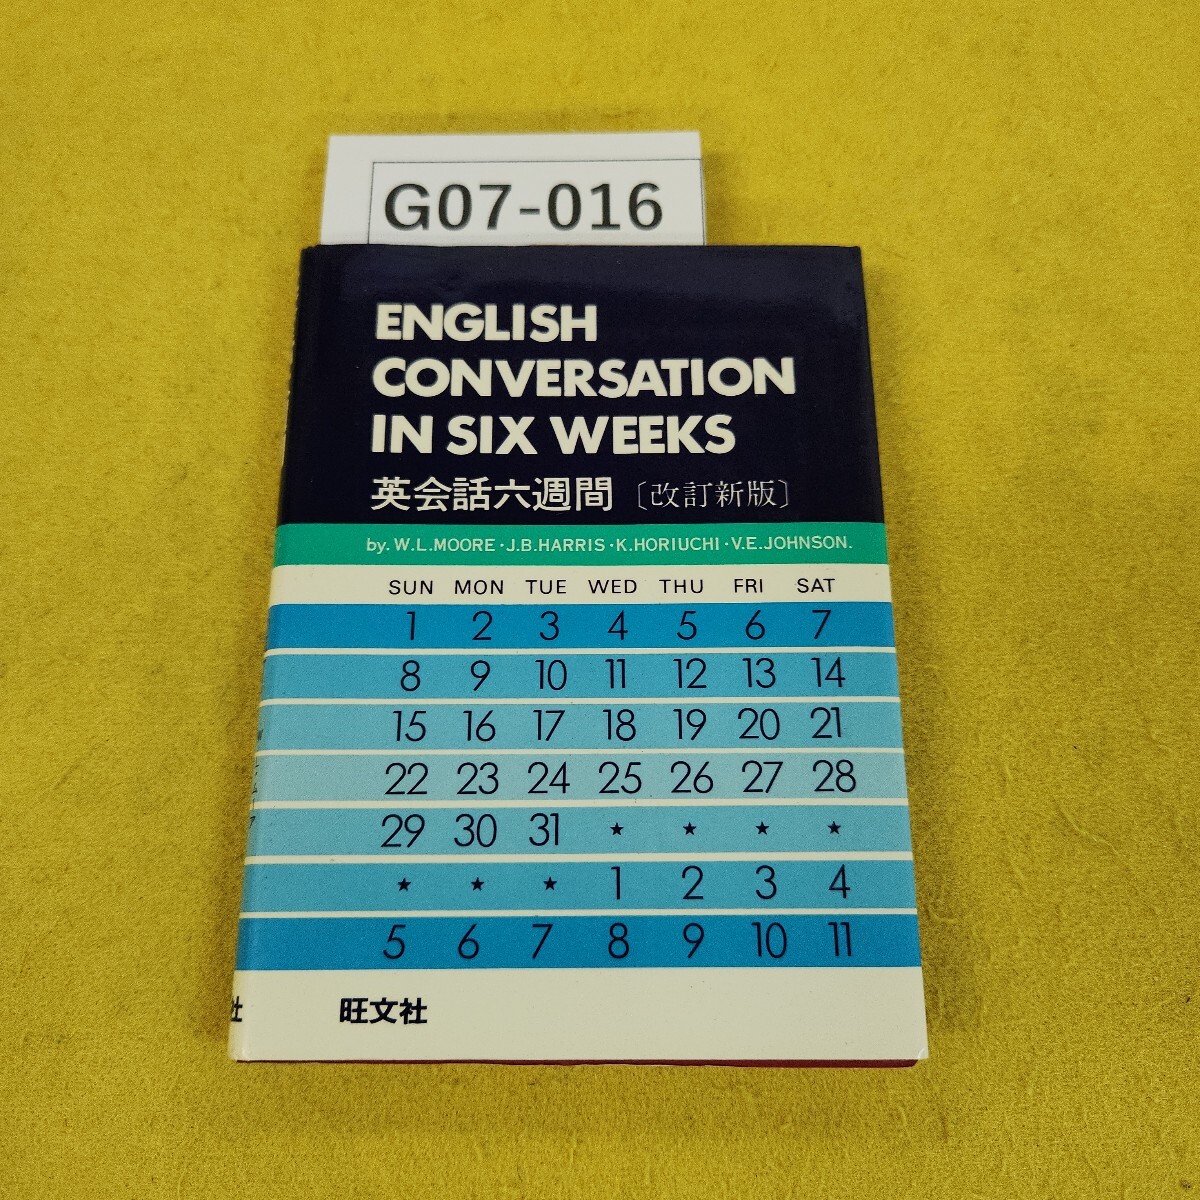 G07-016
ENGLISH
CONVERSATION
IN SIX WEEKS
英会話六週間〔改訂新版〕
by. W.L.MOORE・J.B.HARRIS・K.HORIUCHI・V.E.JOHNSON.
SUN MON TUE WED THU FRI SAT
1 2 3 4 5 6 7
8 9 10 11 12 13 14
15 16 17 18 19 20 21
22 23 24 25 26 27 28
29 30 31 ★ ★ ★ ★
★ ★ ★ 1 2 3 4
5 6 7 8 9 10 11
社 旺文社